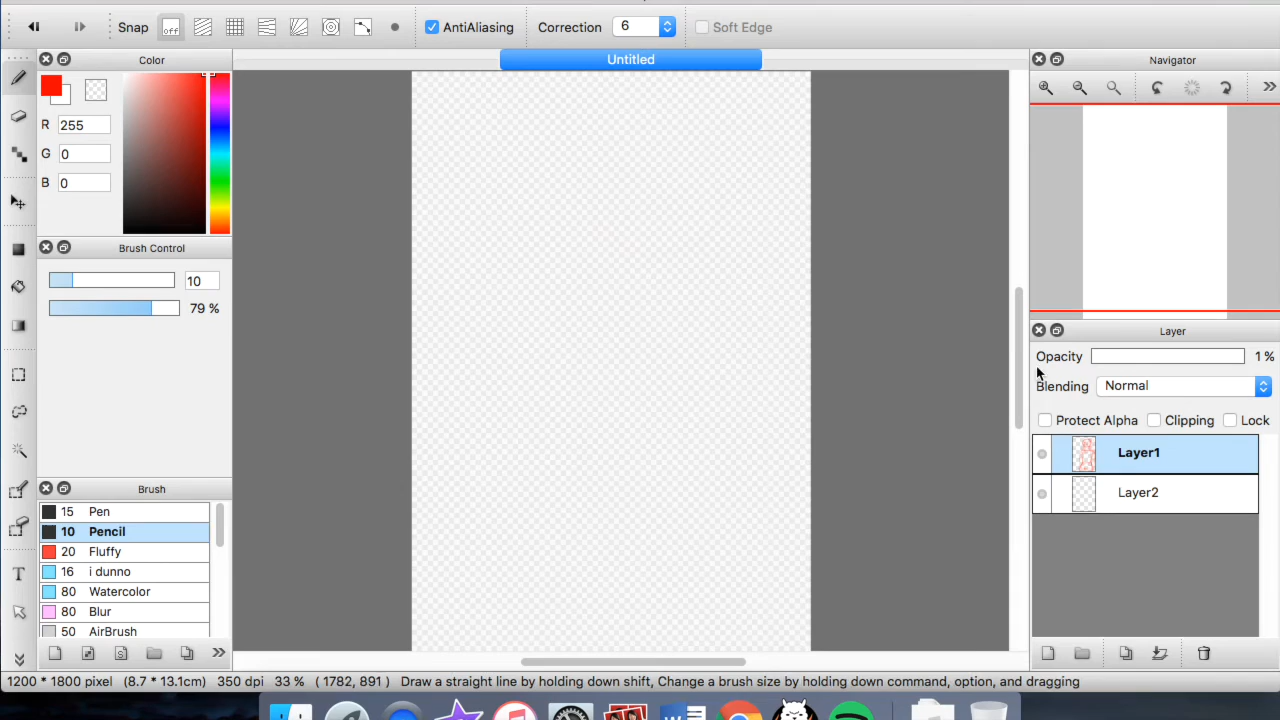 Snap off AntiAliasing Correction 6 Soft Edge
Color
Untitled
Navigator
R 255
G 0
B 0
Brush Control
10
79 %
Layer
Opacity 1 %
Blending Normal
Protect Alpha Clipping Lock
Layer1
Layer2
Brush
15 Pen
10 Pencil
20 Fluffy
16 i dunno
80 Watercolor
80 Blur
50 AirBrush
T
1200 * 1800 pixel (8.7 * 13.1cm) 350 dpi 33 % ( 1782, 891 ) Draw a straight line by holding down shift, Change a brush size by holding down command, option, and dragging
W